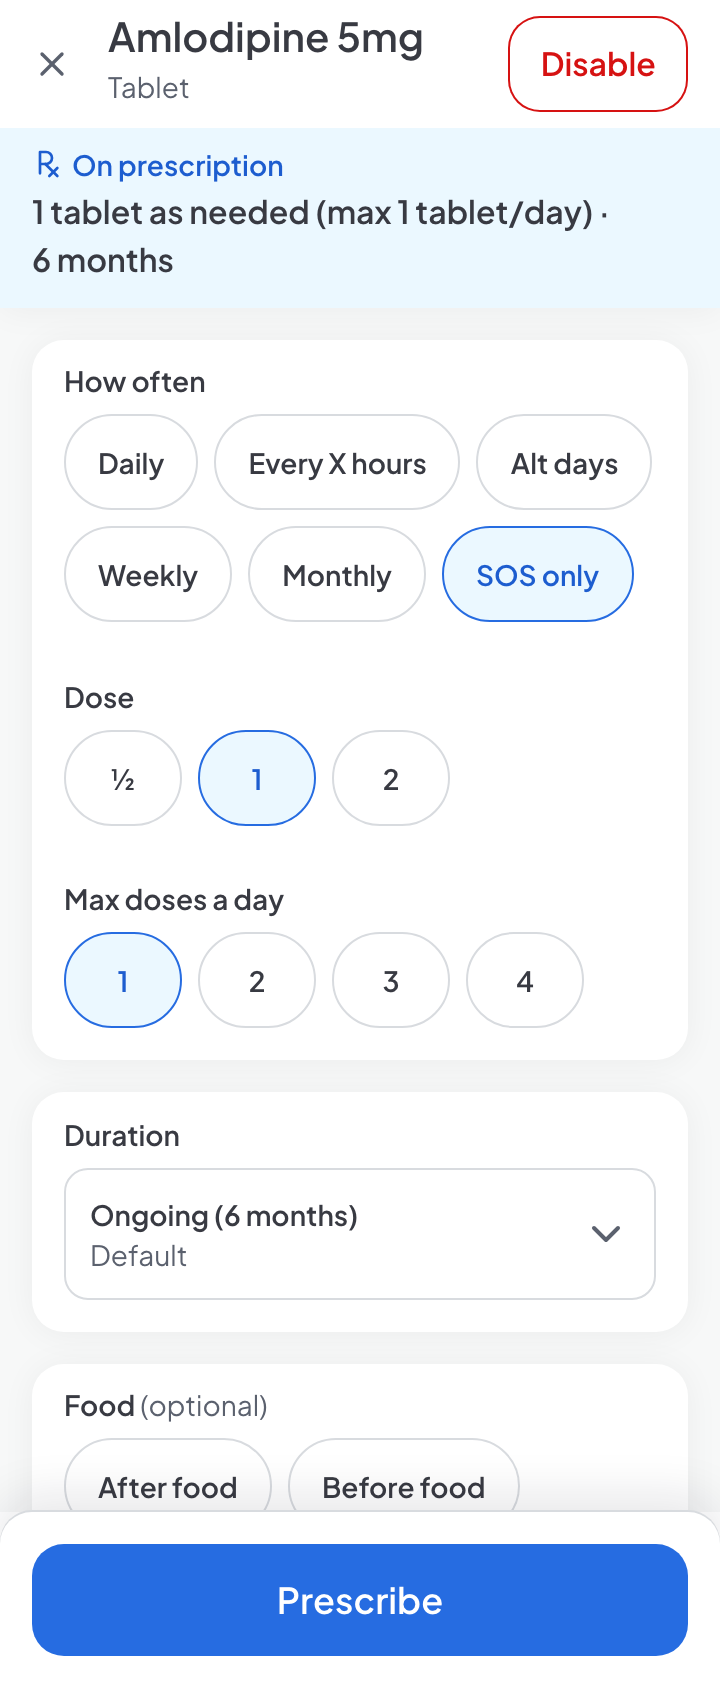 Amlodipine 5mg
Tablet
Disable
On prescription
1 tablet as needed (max 1 tablet/day) ·
6 months
How often
Daily
Every X hours
Alt days
Weekly
Monthly
SOS only
Dose
½
1
2
Max doses a day
1
2
3
4
Duration
Ongoing (6 months)
Default
Food (optional)
After food
Before food
Prescribe